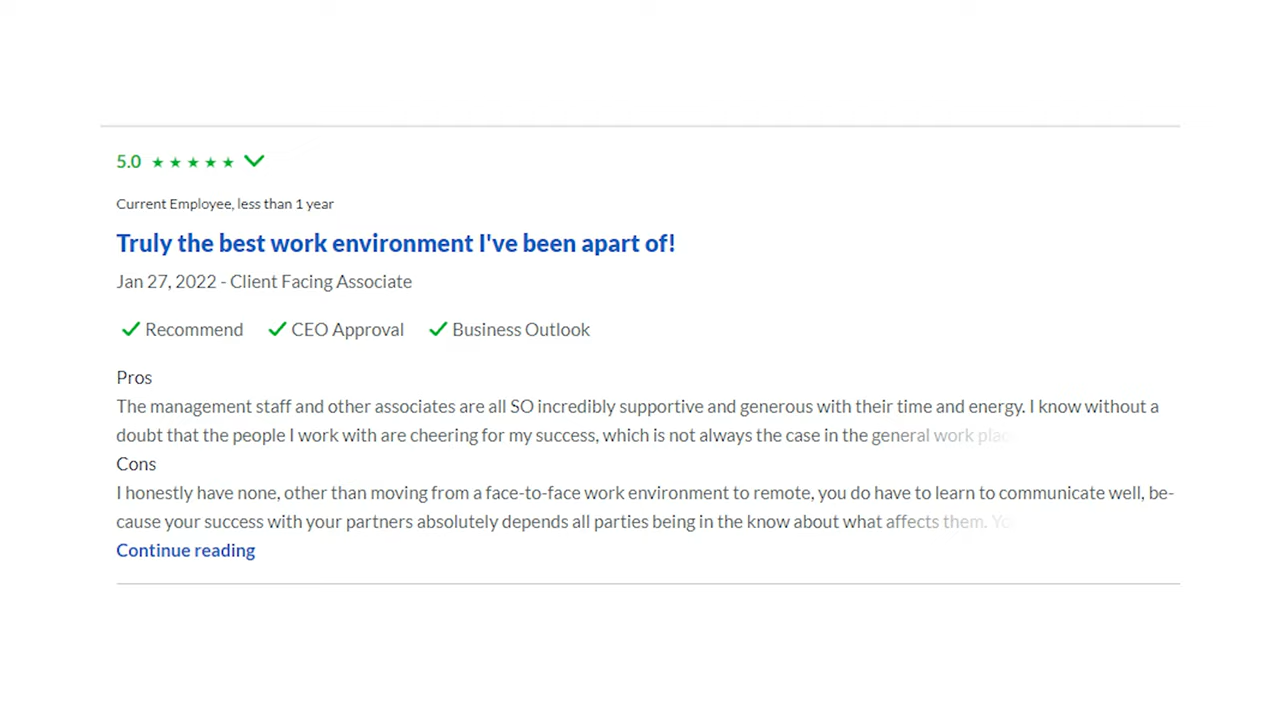 5.0
Current Employee, less than 1 year
Truly the best work environment I've been apart of!
Jan 27, 2022 - Client Facing Associate
Recommend CEO Approval Business Outlook
Pros
The management staff and other associates are all SO incredibly supportive and generous with their time and energy. I know without a
doubt that the people I work with are cheering for my success, which is not always the case in the general work
Cons
I honestly have none, other than moving from a face-to-face work environment to remote, you do have to learn to communicate well, be-
cause your success with your partners absolutely depends all parties being in the know about what affects them.
Continue reading